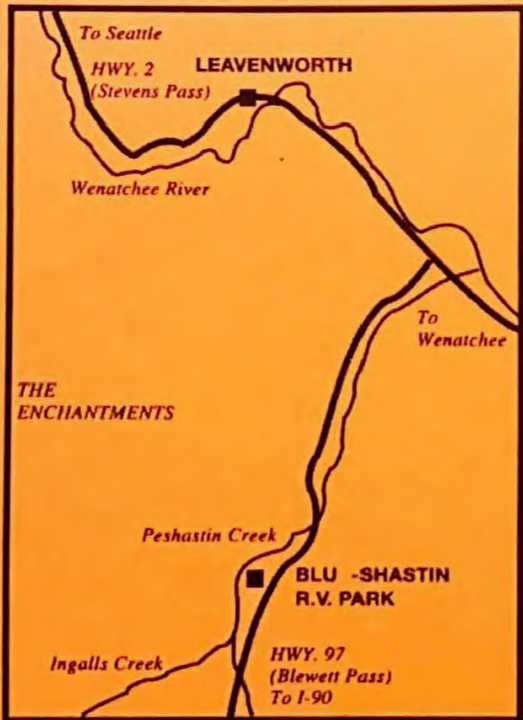 To Seattle
HWY. 2
(Stevens Pass)
LEAVENWORTH
Wenatchee River
To
Wenatchee
THE
ENCHANTMENTS
Peshastin Creek
BLU -SHASTIN
R.V. PARK
Ingalls Creek
HWY. 97
(Blewett Pass)
To I-90